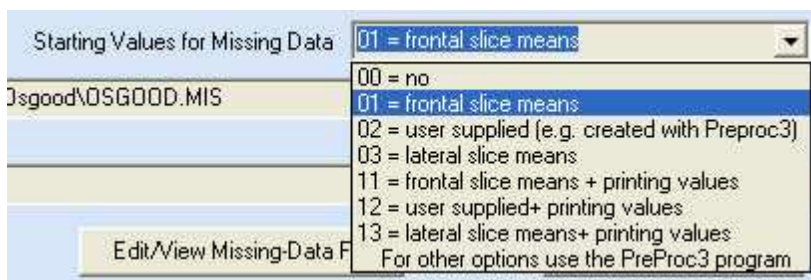 Starting Values for Missing Data 01 = frontal slice means
00 = no
01 = frontal slice means
\OSGOOD.MIS
02 = user supplied (e.g. created with Preproc3)
03 = lateral slice means
11 = frontal slice means + printing values
12 = user supplied+ printing values
13 = lateral slice means+ printing values
Edit/View Missing-Data F
For other options use the PreProc3 program